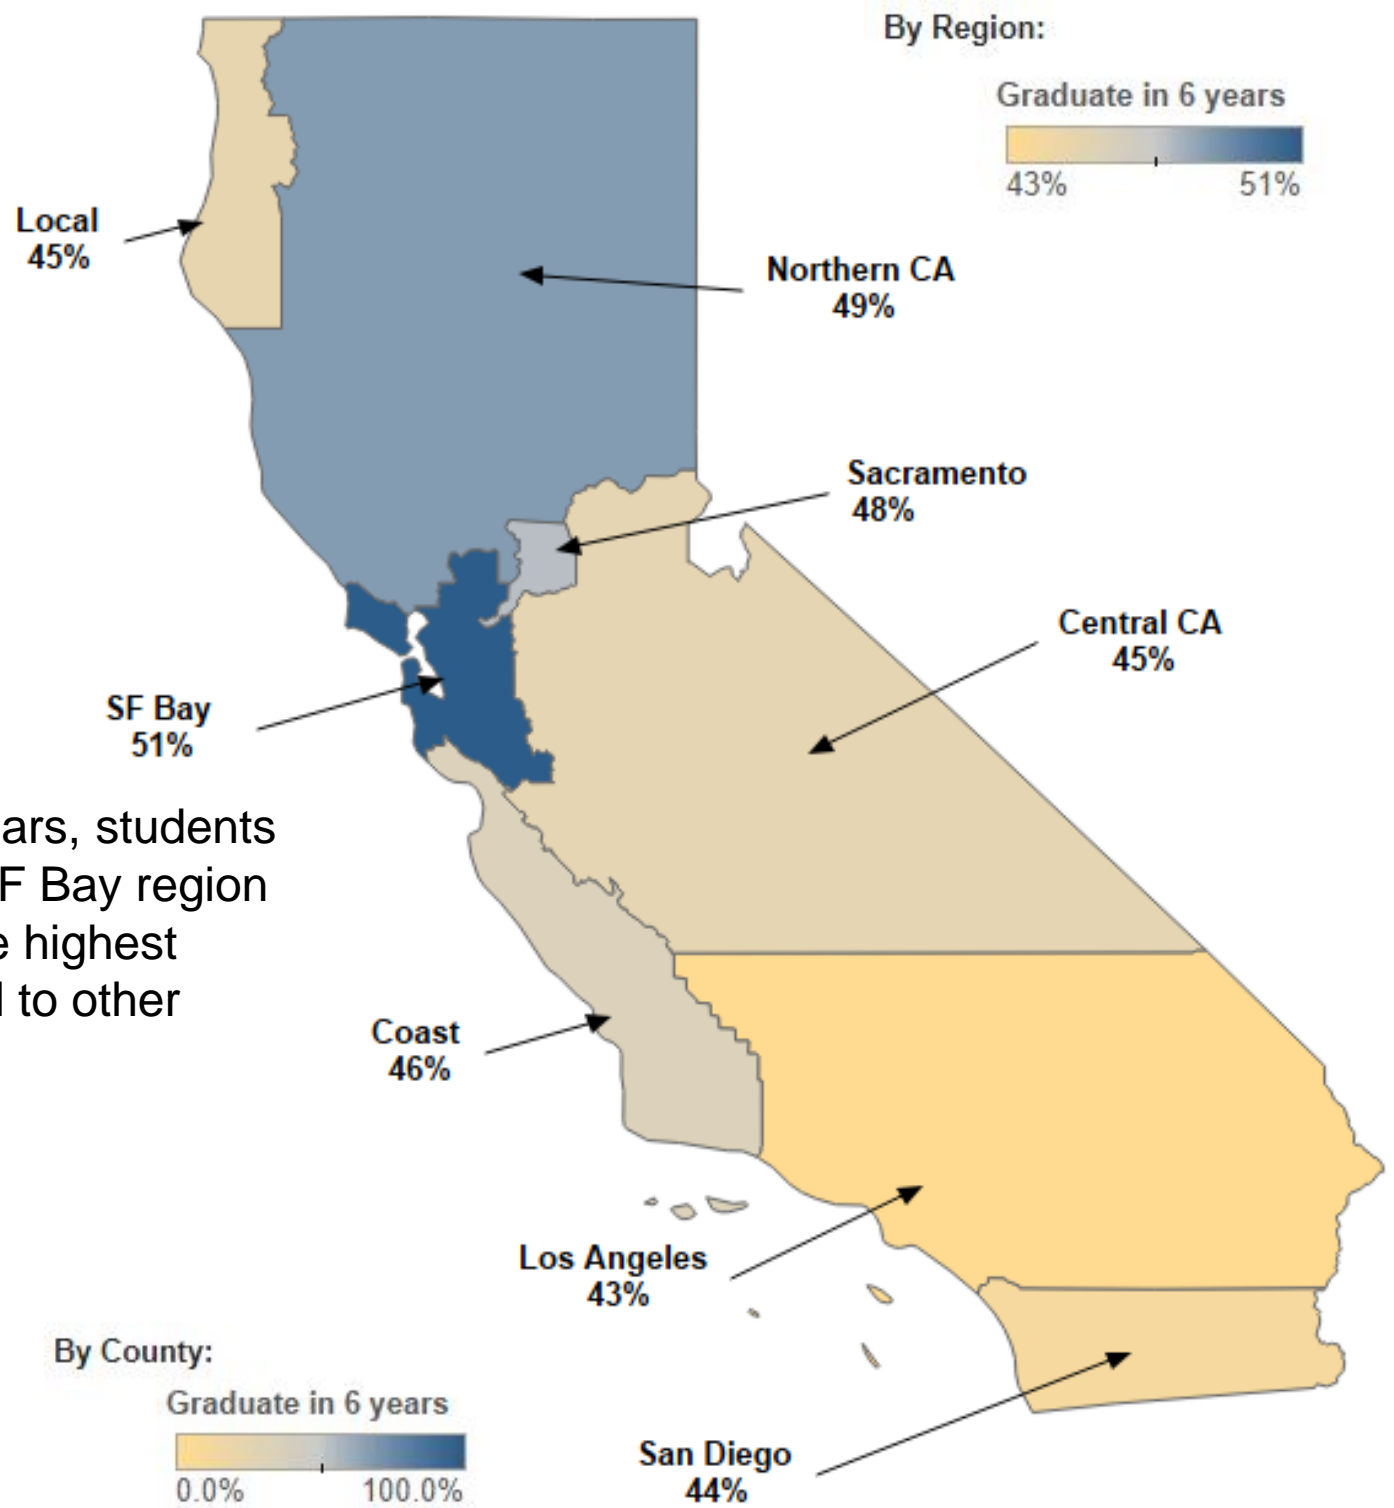 By Region:
Graduate in 6 years
43% 51%
Local
45%
Northern CA
49%
Sacramento
48%
Central CA
45%
SF Bay
51%
ars, students
F Bay region
e highest
to other
Coast
46%
Los Angeles
43%
By County:
Graduate in 6 years
0.0% 100.0%
San Diego
44%